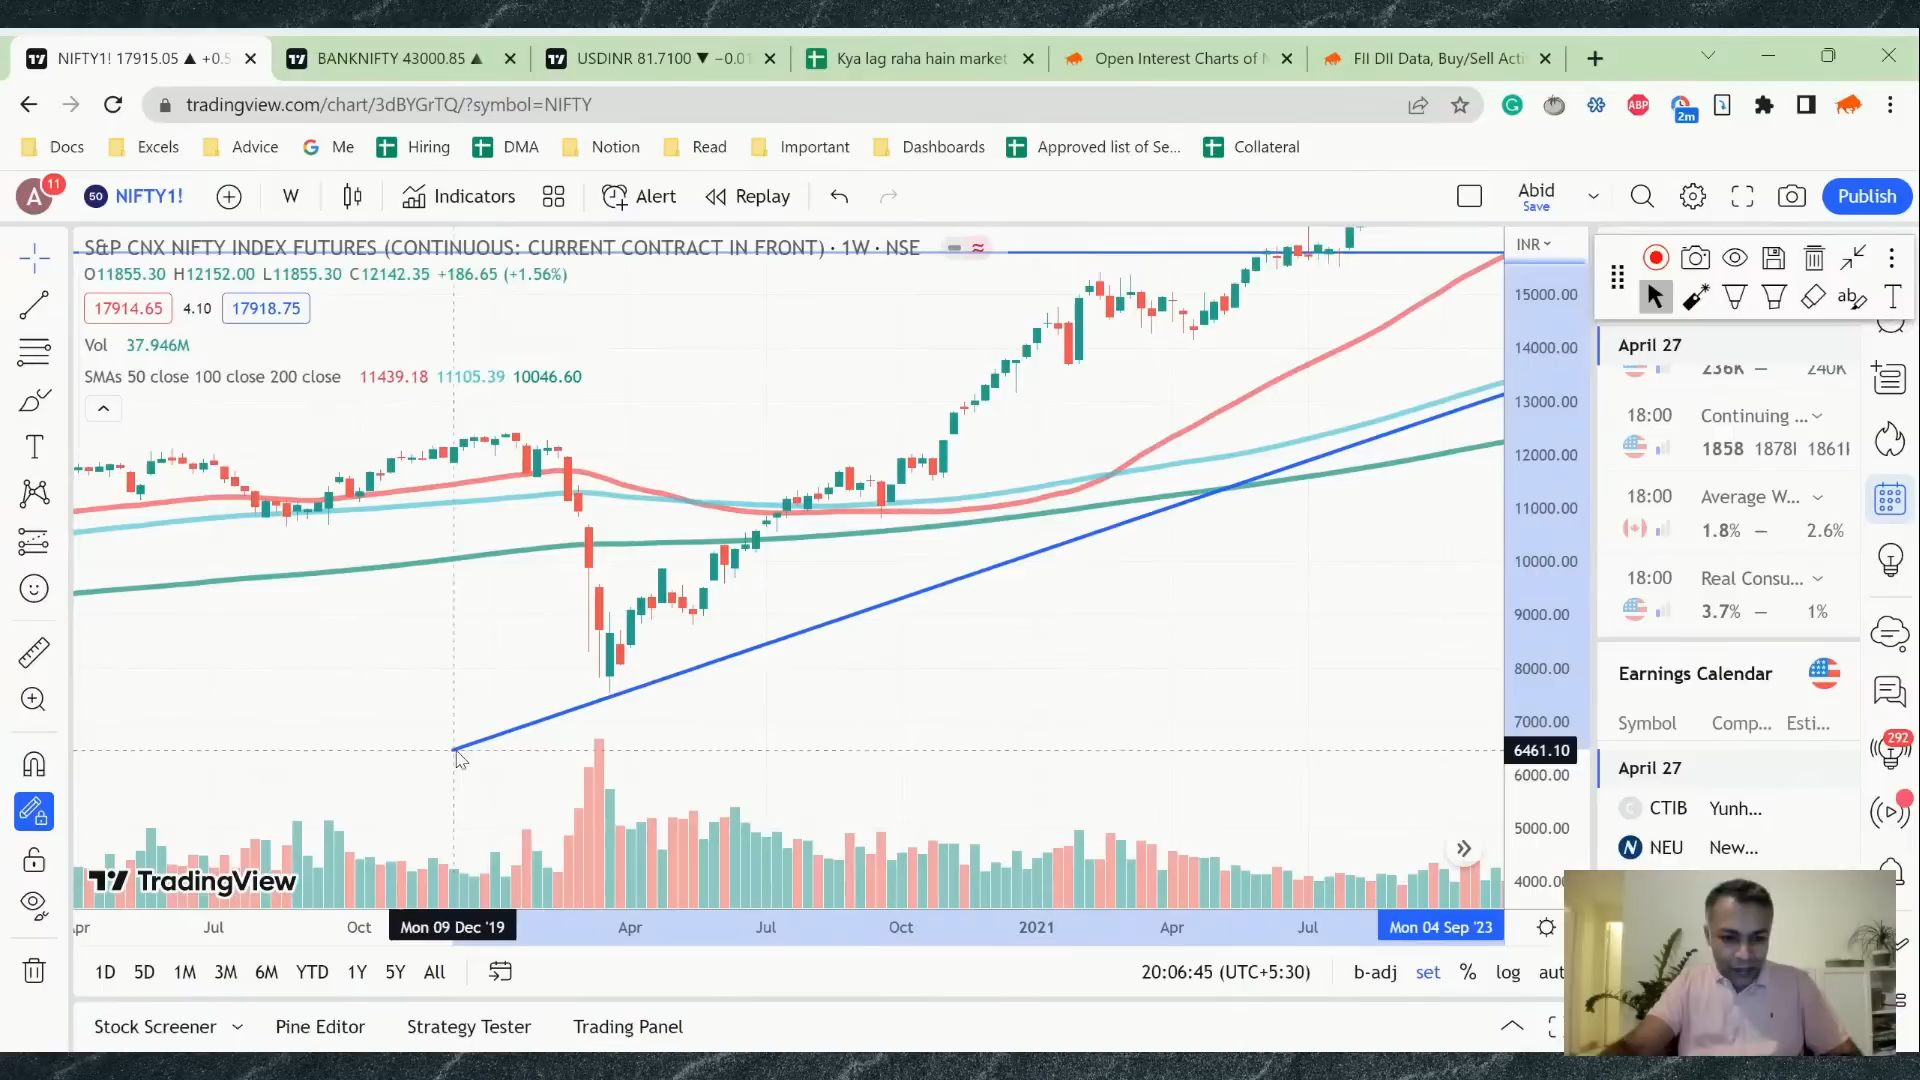 NIFTY1! 17915.05 ▲ +0.5
BANKNIFTY 43000.85 ▲
USDINR 81.7100 ▼ −0.01
Kya lag raha hain market
Open Interest Charts of N
FII DII Data, Buy/Sell Acti
tradingview.com/chart/3dBYGrTQ/?symbol=NIFTY
ABP
2m
Docs Excels Advice Me Hiring DMA Notion Read Important Dashboards Approved list of Se... Collateral
A 11 50 NIFTY1! W Indicators Alert Replay Abid Save Publish
S&P CNX NIFTY INDEX FUTURES (CONTINUOUS: CURRENT CONTRACT IN FRONT) · 1W · NSE
INR
O11855.30 H12152.00 L11855.30 C12142.35 +186.65 (+1.56%)
17914.65 4.10 17918.75
Vol 37.946M
SMAs 50 close 100 close 200 close 11439.18 11105.39 10046.60
15000.00
14000.00
13000.00
12000.00
11000.00
10000.00
9000.00
8000.00
7000.00
6461.10
6000.00
5000.00
4000.00
TradingView
Apr Jul Oct Mon 09 Dec '19 Apr Jul Oct 2021 Apr Jul Mon 04 Sep '23
1D 5D 1M 3M 6M YTD 1Y 5Y All
20:06:45 (UTC+5:30) b-adj set % log aut
Stock Screener Pine Editor Strategy Tester Trading Panel
April 27
236K — 240K
18:00 Continuing ...
1858 1878 1861
18:00 Average W...
1.8% — 2.6%
18:00 Real Consu...
3.7% — 1%
Earnings Calendar
Symbol Comp... Esti...
April 27
C CTIB Yunh...
N NEU New...
292